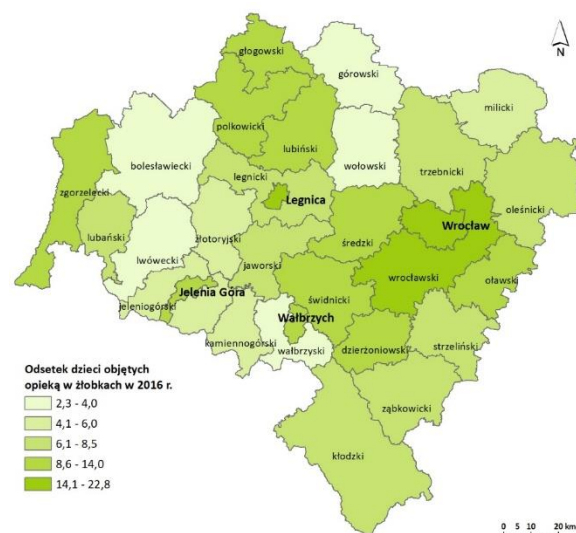 głogowski
górowski
N
milicki
polkowicki
lubiński
bolesławiecki
wołowski
trzebnicki
legnicki
zgorzelecki
Legnica
oleśnicki
lubański
Wrocław
złotoryjski
średzki
lwówecki
jaworski
wrocławski
oławski
Jelenia Góra
świdnicki
jeleniogórski
Wałbrzych
kamiennogórski
dzierżoniowski
strzeliński
wałbrzyski
Odsetek dzieci objętych
opieką w żłobkach w 2016 r.
2,3 - 4,0
4,1 - 6,0
6,1 - 8,5
8,6 - 14,0
14,1 - 22,8
ząbkowicki
kłodzki
0 5 10 20 km